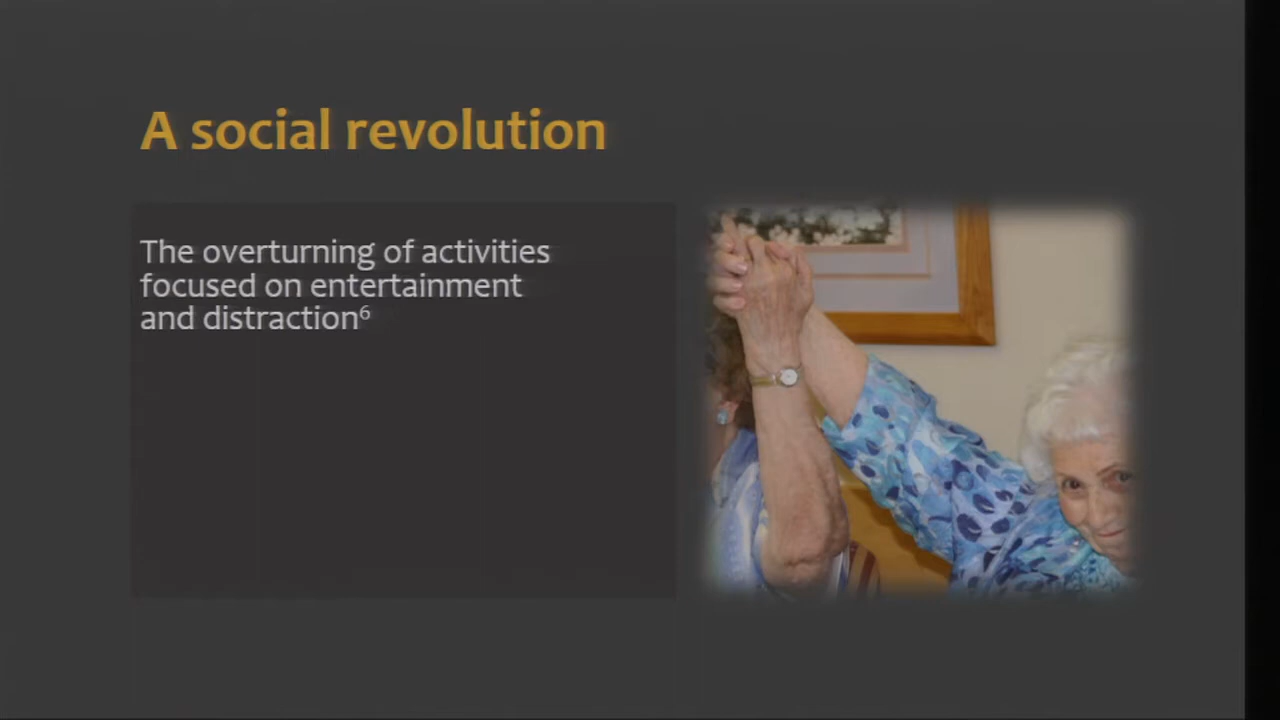 A social revolution
The overturning of activities
focused on entertainment
and distraction⁶